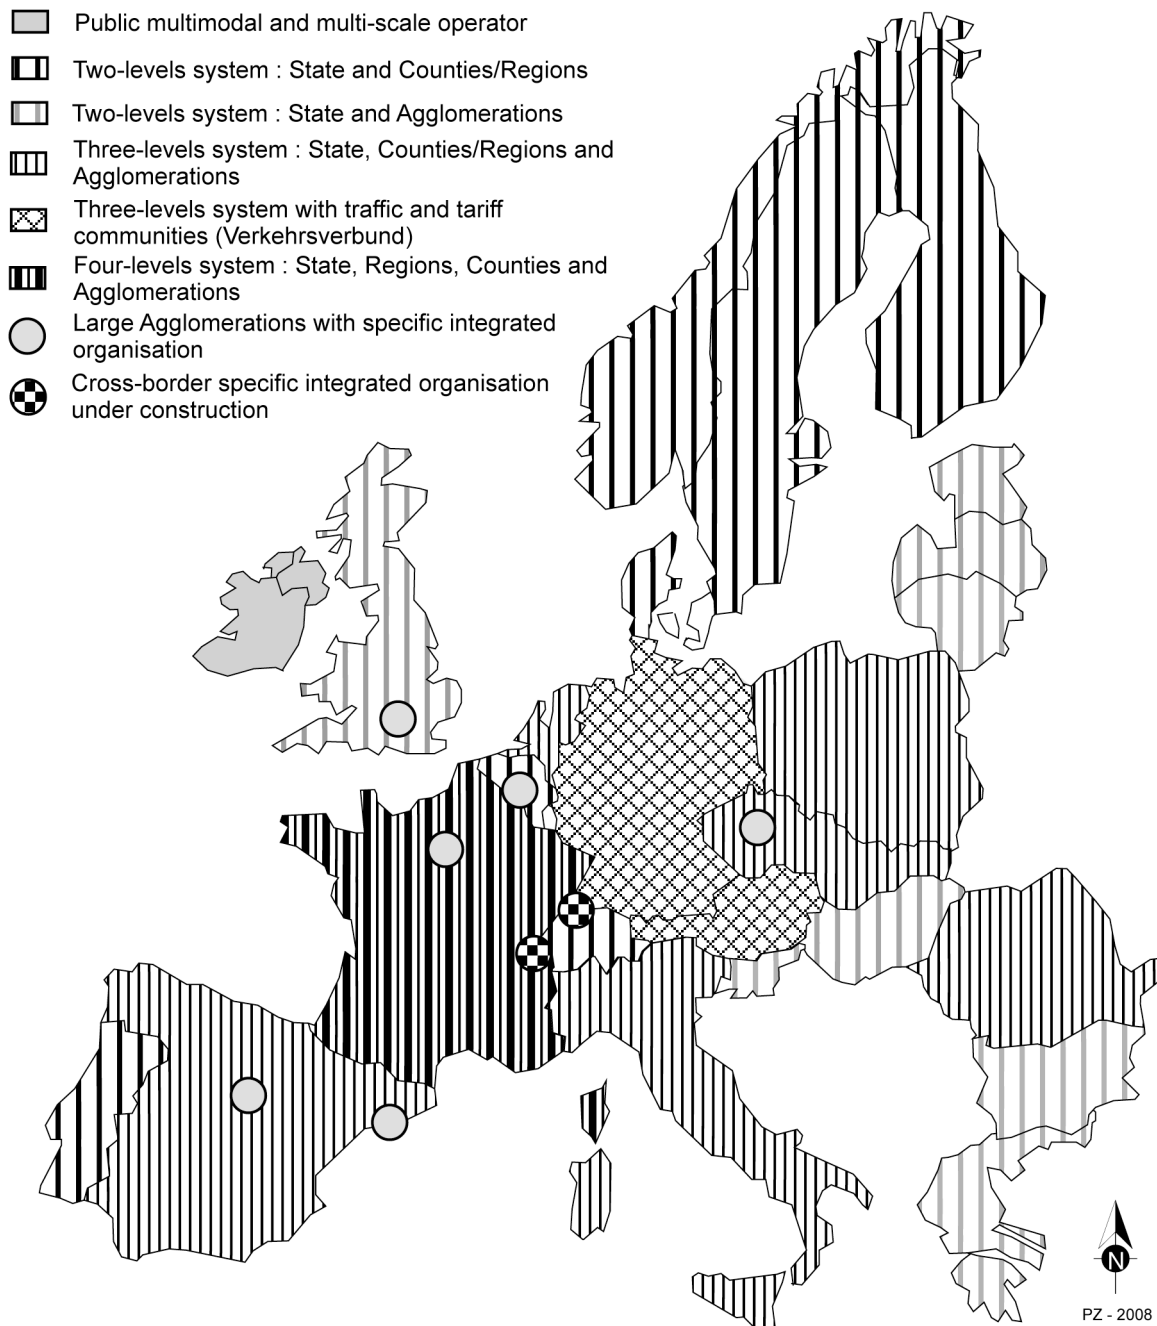 Public multimodal and multi-scale operator
Two-levels system : State and Counties/Regions
Two-levels system : State and Agglomerations
Three-levels system : State, Counties/Regions and
Agglomerations
Three-levels system with traffic and tariff
communities (Verkehrsverbund)
Four-levels system : State, Regions, Counties and
Agglomerations
Large Agglomerations with specific integrated
organisation
Cross-border specific integrated organisation
under construction
N
PZ - 2008